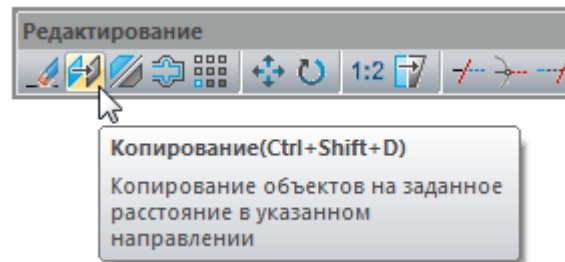 Редактирование
1:2
Копирование(Ctrl+Shift+D)
Копирование объектов на заданное
расстояние в указанном
направлении